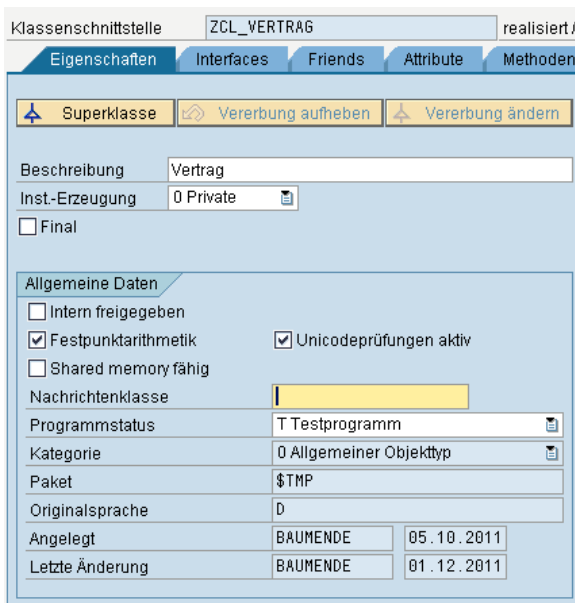 Klassenschnittstelle ZCL_VERTRAG realisiert /
Eigenschaften Interfaces Friends Attribute Methoden
Superklasse Vererbung aufheben Vererbung ändern
Beschreibung Vertrag
Inst.-Erzeugung 0 Private
Final
Allgemeine Daten
Intern freigegeben
Festpunktarithmetik Unicodeprüfungen aktiv
Shared memory fähig
Nachrichtenklasse
Programmstatus T Testprogramm
Kategorie 0 Allgemeiner Objekttyp
Paket $TMP
Originalsprache D
Angelegt BAUMENDE 05.10.2011
Letzte Änderung BAUMENDE 01.12.2011